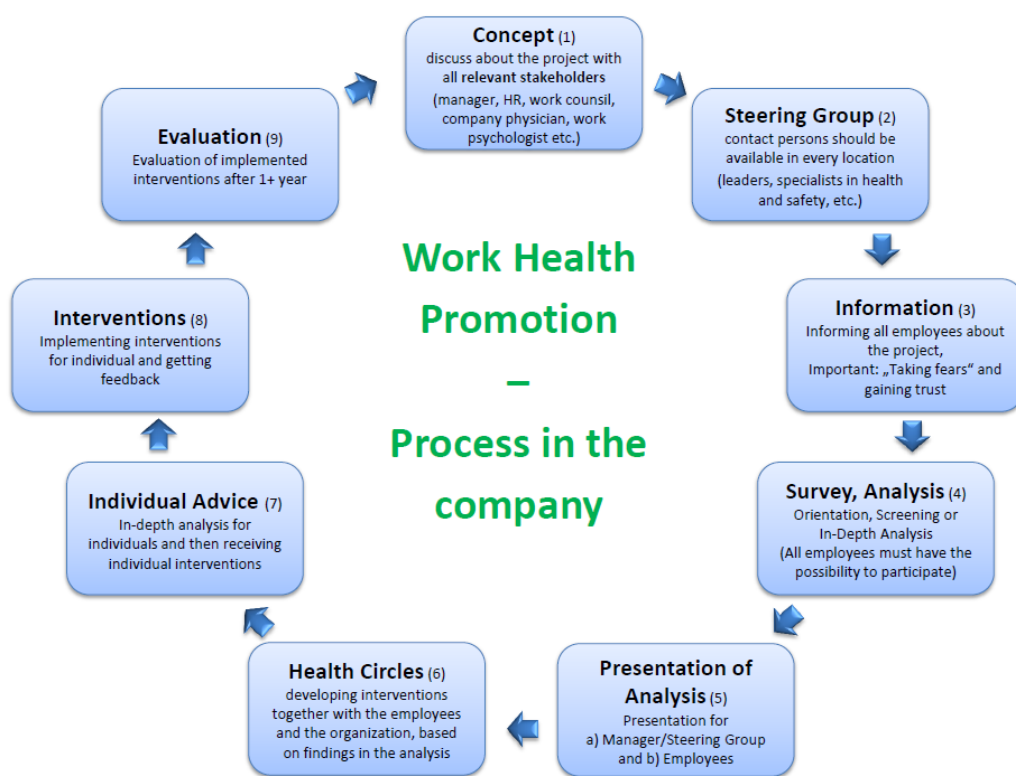 Concept (1)
discuss about the project with
all relevant stakeholders
(manager, HR, work counsil,
company physician, work
psychologist etc.)
Steering Group (2)
contact persons should be
available in every location
(leaders, specialists in health
and safety, etc.)
Information (3)
Informing all employees about
the project,
Important: „Taking fears“ and
gaining trust
Survey, Analysis (4)
Orientation, Screening or
In-Depth Analysis
(All employees must have the
possibility to participate)
Presentation of
Analysis (5)
Presentation for
a) Manager/Steering Group
and b) Employees
Health Circles (6)
developing interventions
together with the employees
and the organization, based
on findings in the analysis
Individual Advice (7)
In-depth analysis for
individuals and then receiving
individual interventions
Interventions (8)
Implementing interventions
for individual and getting
feedback
Evaluation (9)
Evaluation of implemented
interventions after 1+ year
Work Health
Promotion
–
Process in the
company